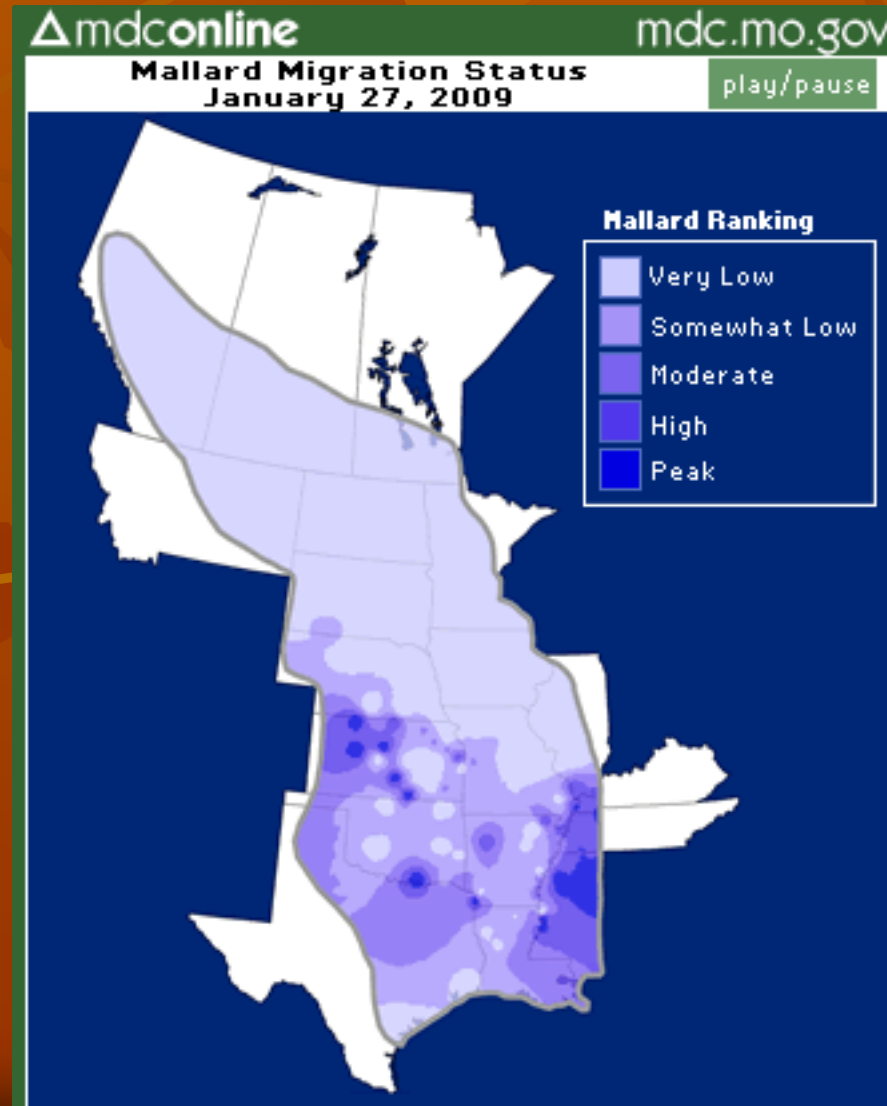 mdconline
mdc.mo.gov
Mallard Migration Status
January 27, 2009
play/pause
Mallard Ranking
Very Low
Somewhat Low
Moderate
High
Peak